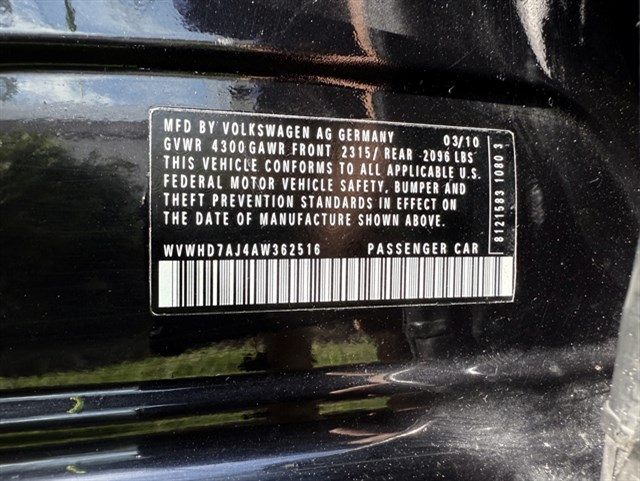 MFD BY VOLKSWAGEN AG GERMANY 03/10
GVWR 4300 GAWR FRONT 2315/ REAR -2096 LBS
THIS VEHICLE CONFORMS TO ALL APPLICABLE U.S.
FEDERAL MOTOR VEHICLE SAFETY, BUMPER AND
THEFT PREVENTION STANDARDS IN EFFECT ON
THE DATE OF MANUFACTURE SHOWN ABOVE.
WVWHD7AJ4AW362516 PASSENGER CAR
8121583 1080 3